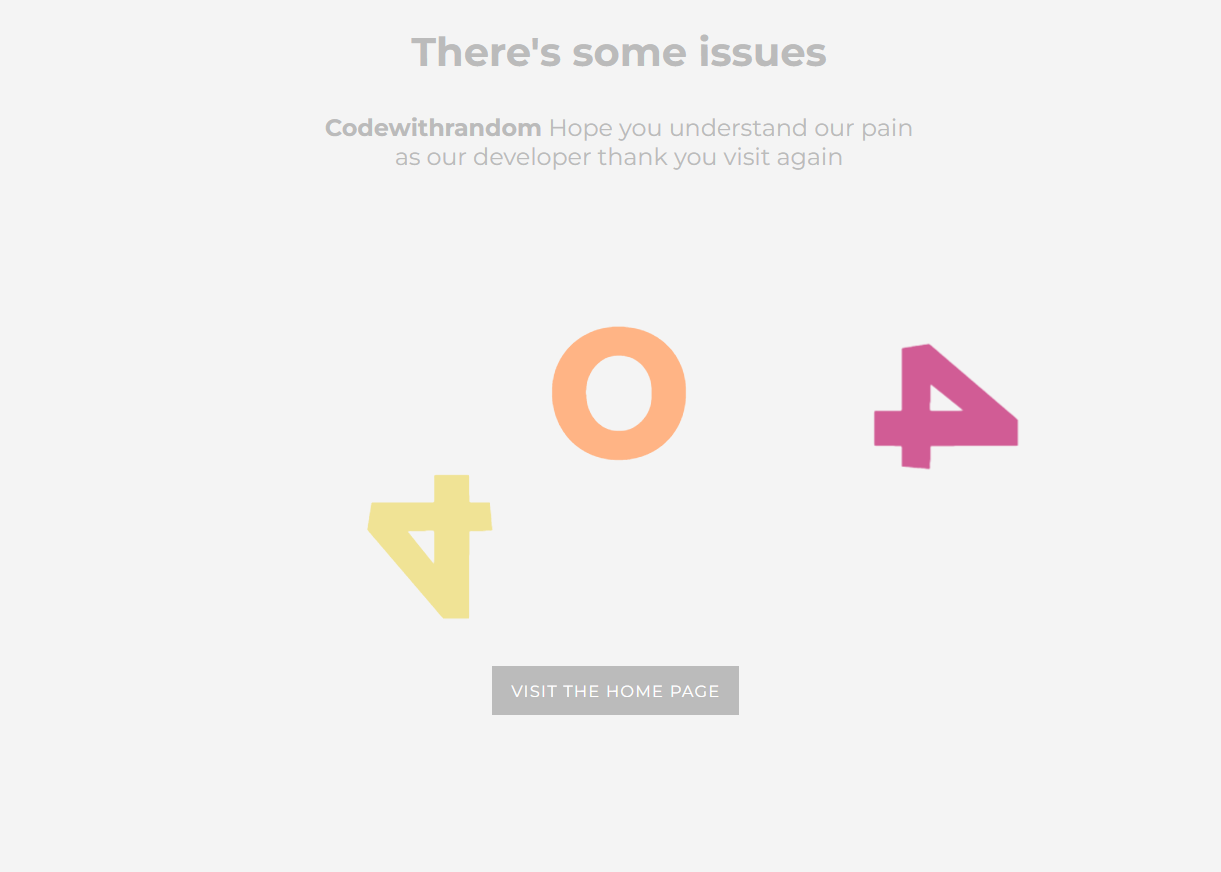 There's some issues
Codewithrandom Hope you understand our pain
as our developer thank you visit again
4
0
4
VISIT THE HOME PAGE